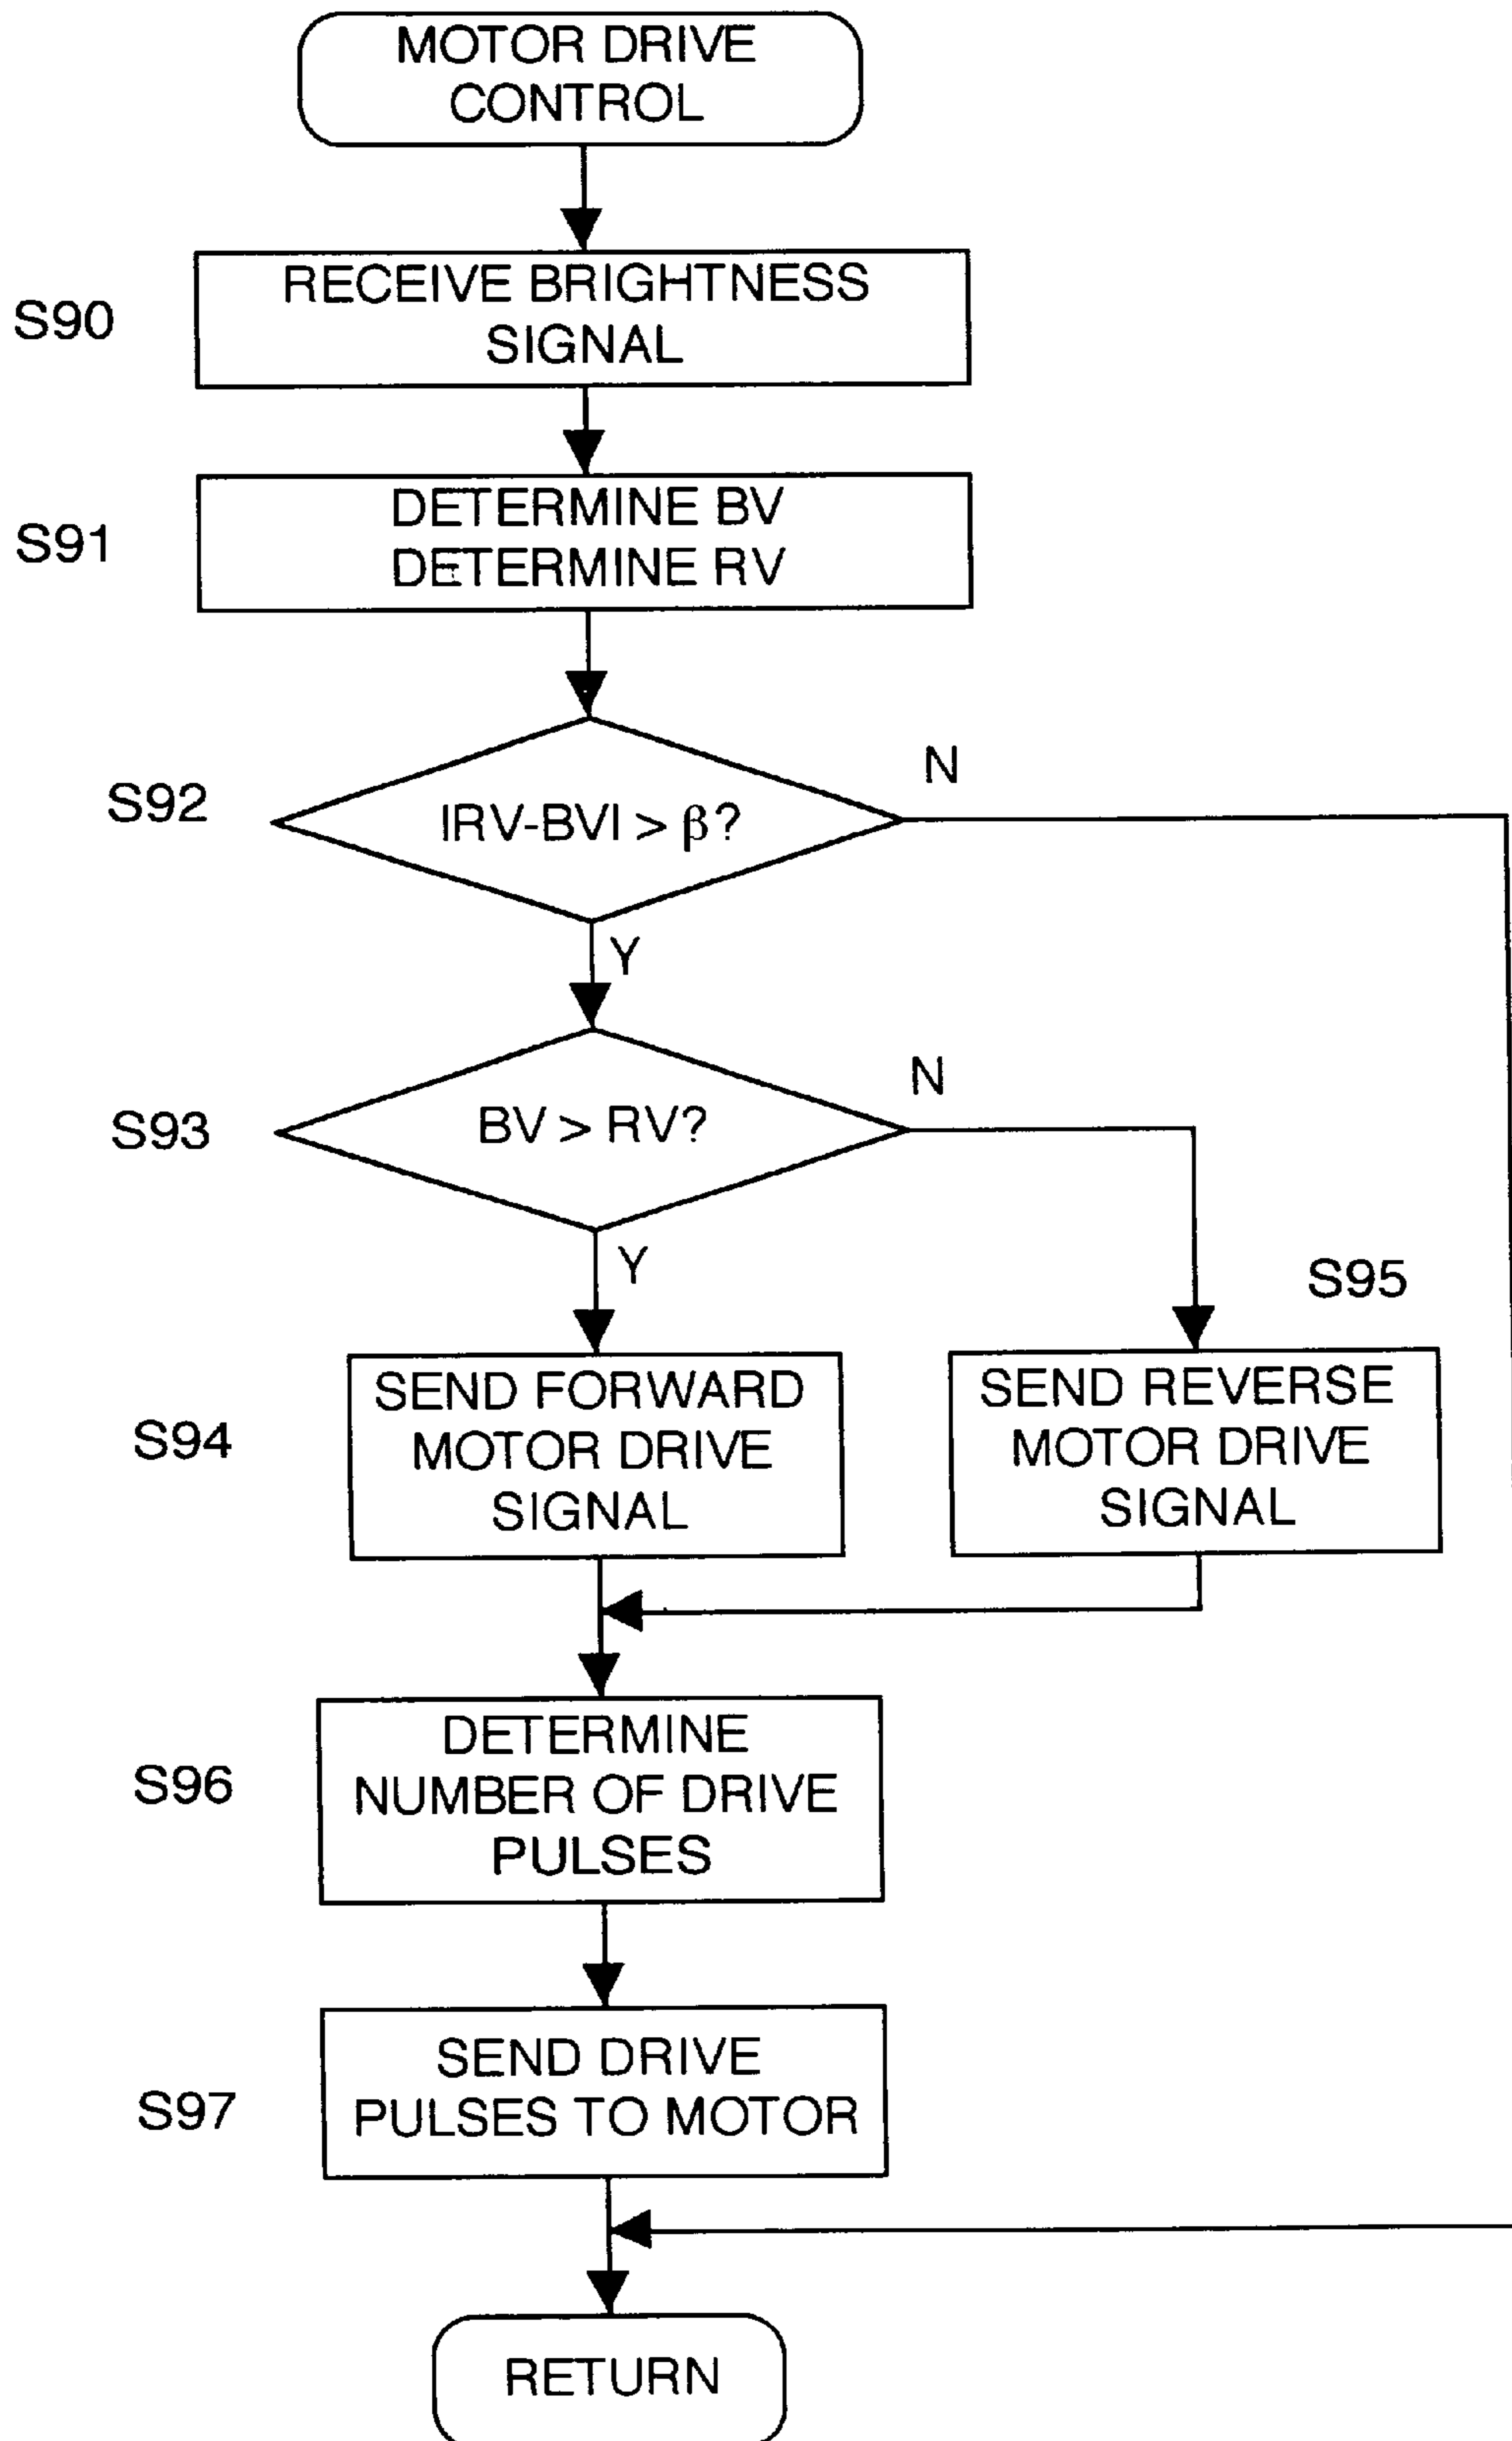 MOTOR DRIVE
CONTROL
S90
RECEIVE BRIGHTNESS
SIGNAL
S91
DETERMINE BV
DETERMINE RV
S92
IRV-BVI > β?
N
Y
S93
BV > RV?
N
Y
S94
SEND FORWARD
MOTOR DRIVE
SIGNAL
S95
SEND REVERSE
MOTOR DRIVE
SIGNAL
S96
DETERMINE
NUMBER OF DRIVE
PULSES
S97
SEND DRIVE
PULSES TO MOTOR
RETURN